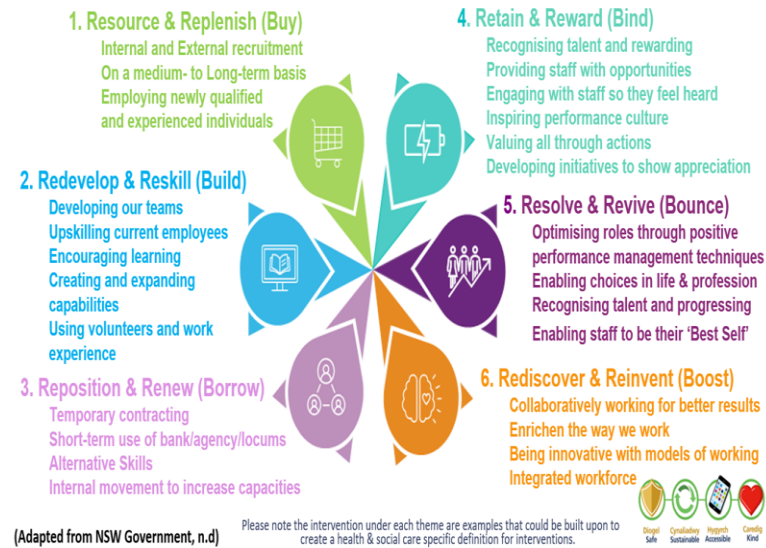 1. Resource & Replenish (Buy)
Internal and External recruitment
On a medium- to Long-term basis
Employing newly qualified
and experienced individuals
2. Redevelop & Reskill (Build)
Developing our teams
Upskilling current employees
Encouraging learning
Creating and expanding
capabilities
Using volunteers and work
experience
3. Reposition & Renew (Borrow)
Temporary contracting
Short-term use of bank/agency/locums
Alternative Skills
Internal movement to increase capacities
4. Retain & Reward (Bind)
Recognising talent and rewarding
Providing staff with opportunities
Engaging with staff so they feel heard
Inspiring performance culture
Valuing all through actions
Developing initiatives to show appreciation
5. Resolve & Revive (Bounce)
Optimising roles through positive
performance management techniques
Enabling choices in life & profession
Recognising talent and progressing
Enabling staff to be their ‘Best Self’
6. Rediscover & Reinvent (Boost)
Collaboratively working for better results
Enrichen the way we work
Being innovative with models of working
Integrated workforce
Diogel Cynaliadwy Hygyrch Caredig
Safe Sustainable Accessible Kind
(Adapted from NSW Government, n.d)
Please note the intervention under each theme are examples that could be built upon to
create a health & social care specific definition for interventions.